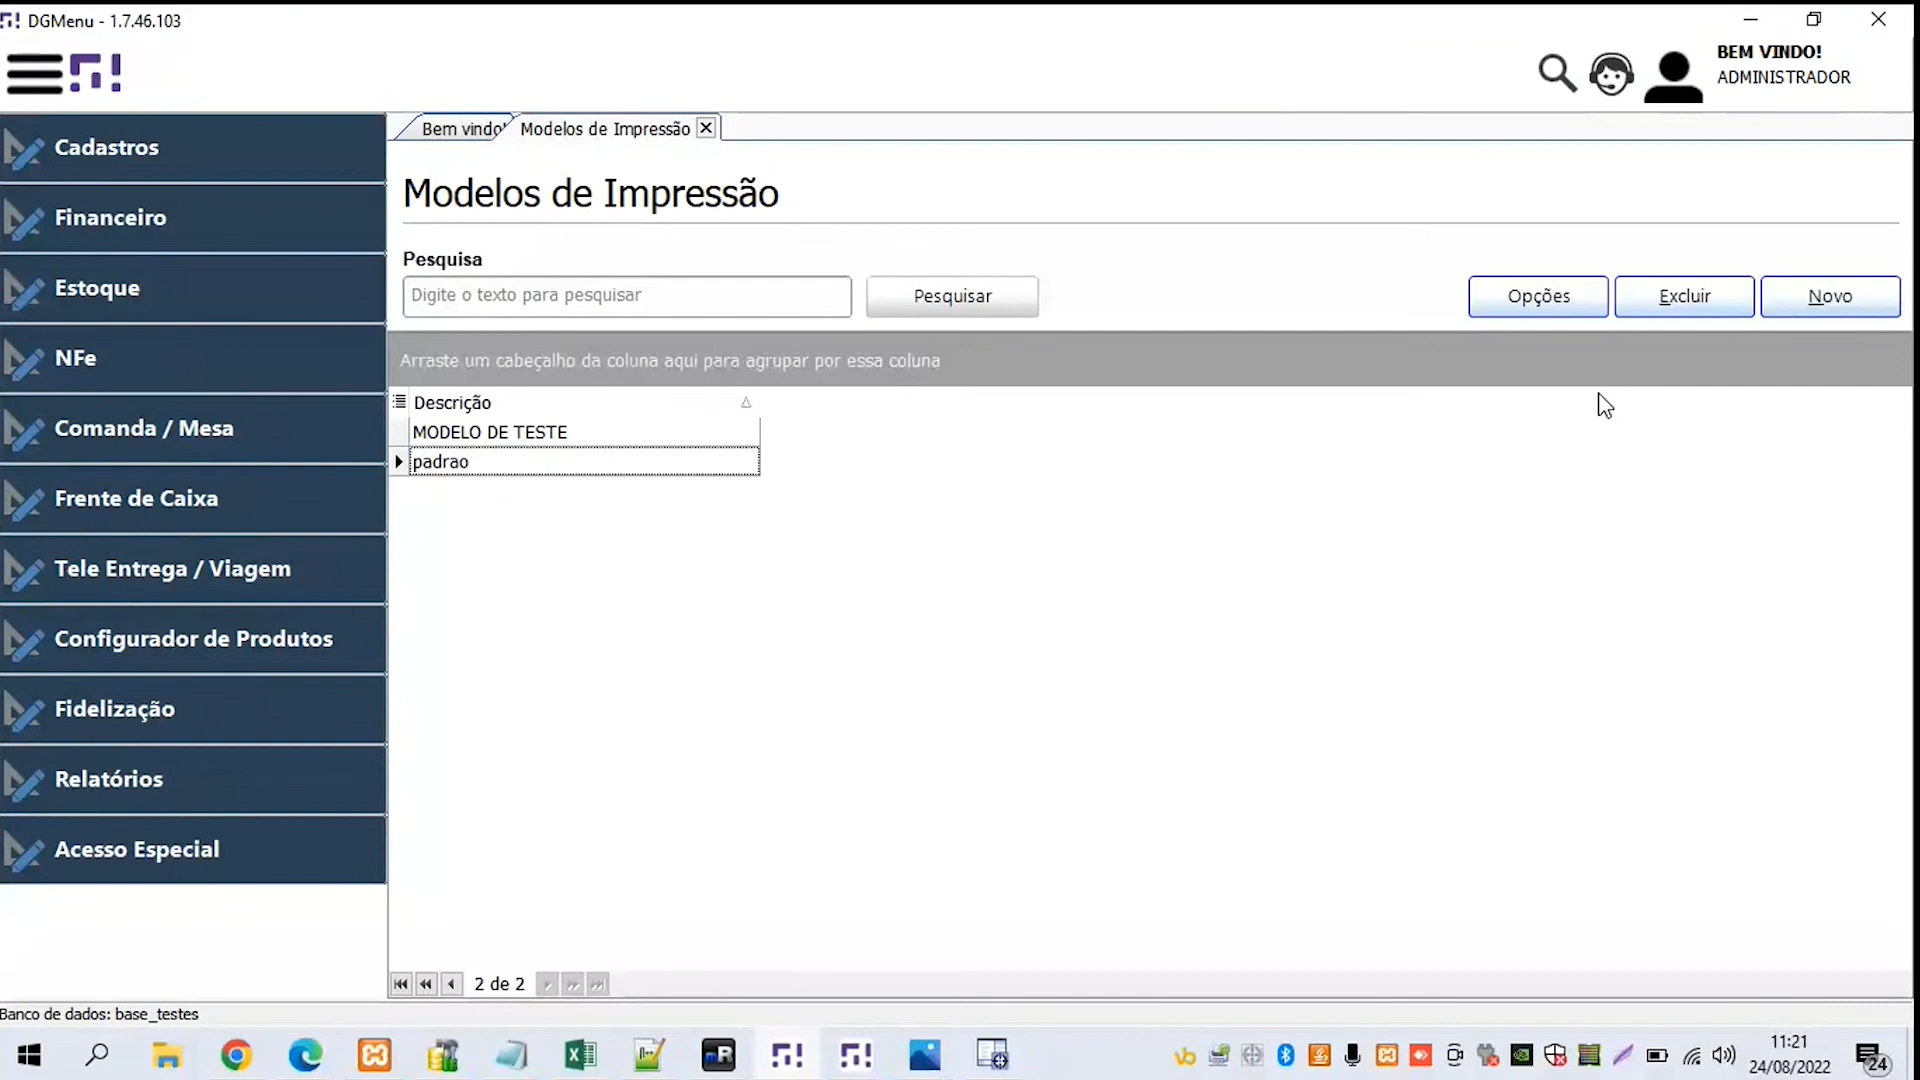 DGMenu - 1.7.46.103
BEM VINDO!
ADMINISTRADOR
Cadastros
Financeiro
Estoque
NFe
Comanda / Mesa
Frente de Caixa
Tele Entrega / Viagem
Configurador de Produtos
Fidelização
Relatórios
Acesso Especial
Bem vindo!
Modelos de Impressão
Modelos de Impressão
Pesquisa
Digite o texto para pesquisar
Pesquisar
Opções
Excluir
Novo
Arraste um cabeçalho da coluna aqui para agrupar por essa coluna
Descrição
MODELO DE TESTE
padrao
2 de 2
Banco de dados: base_testes
11:21
24/08/2022
24